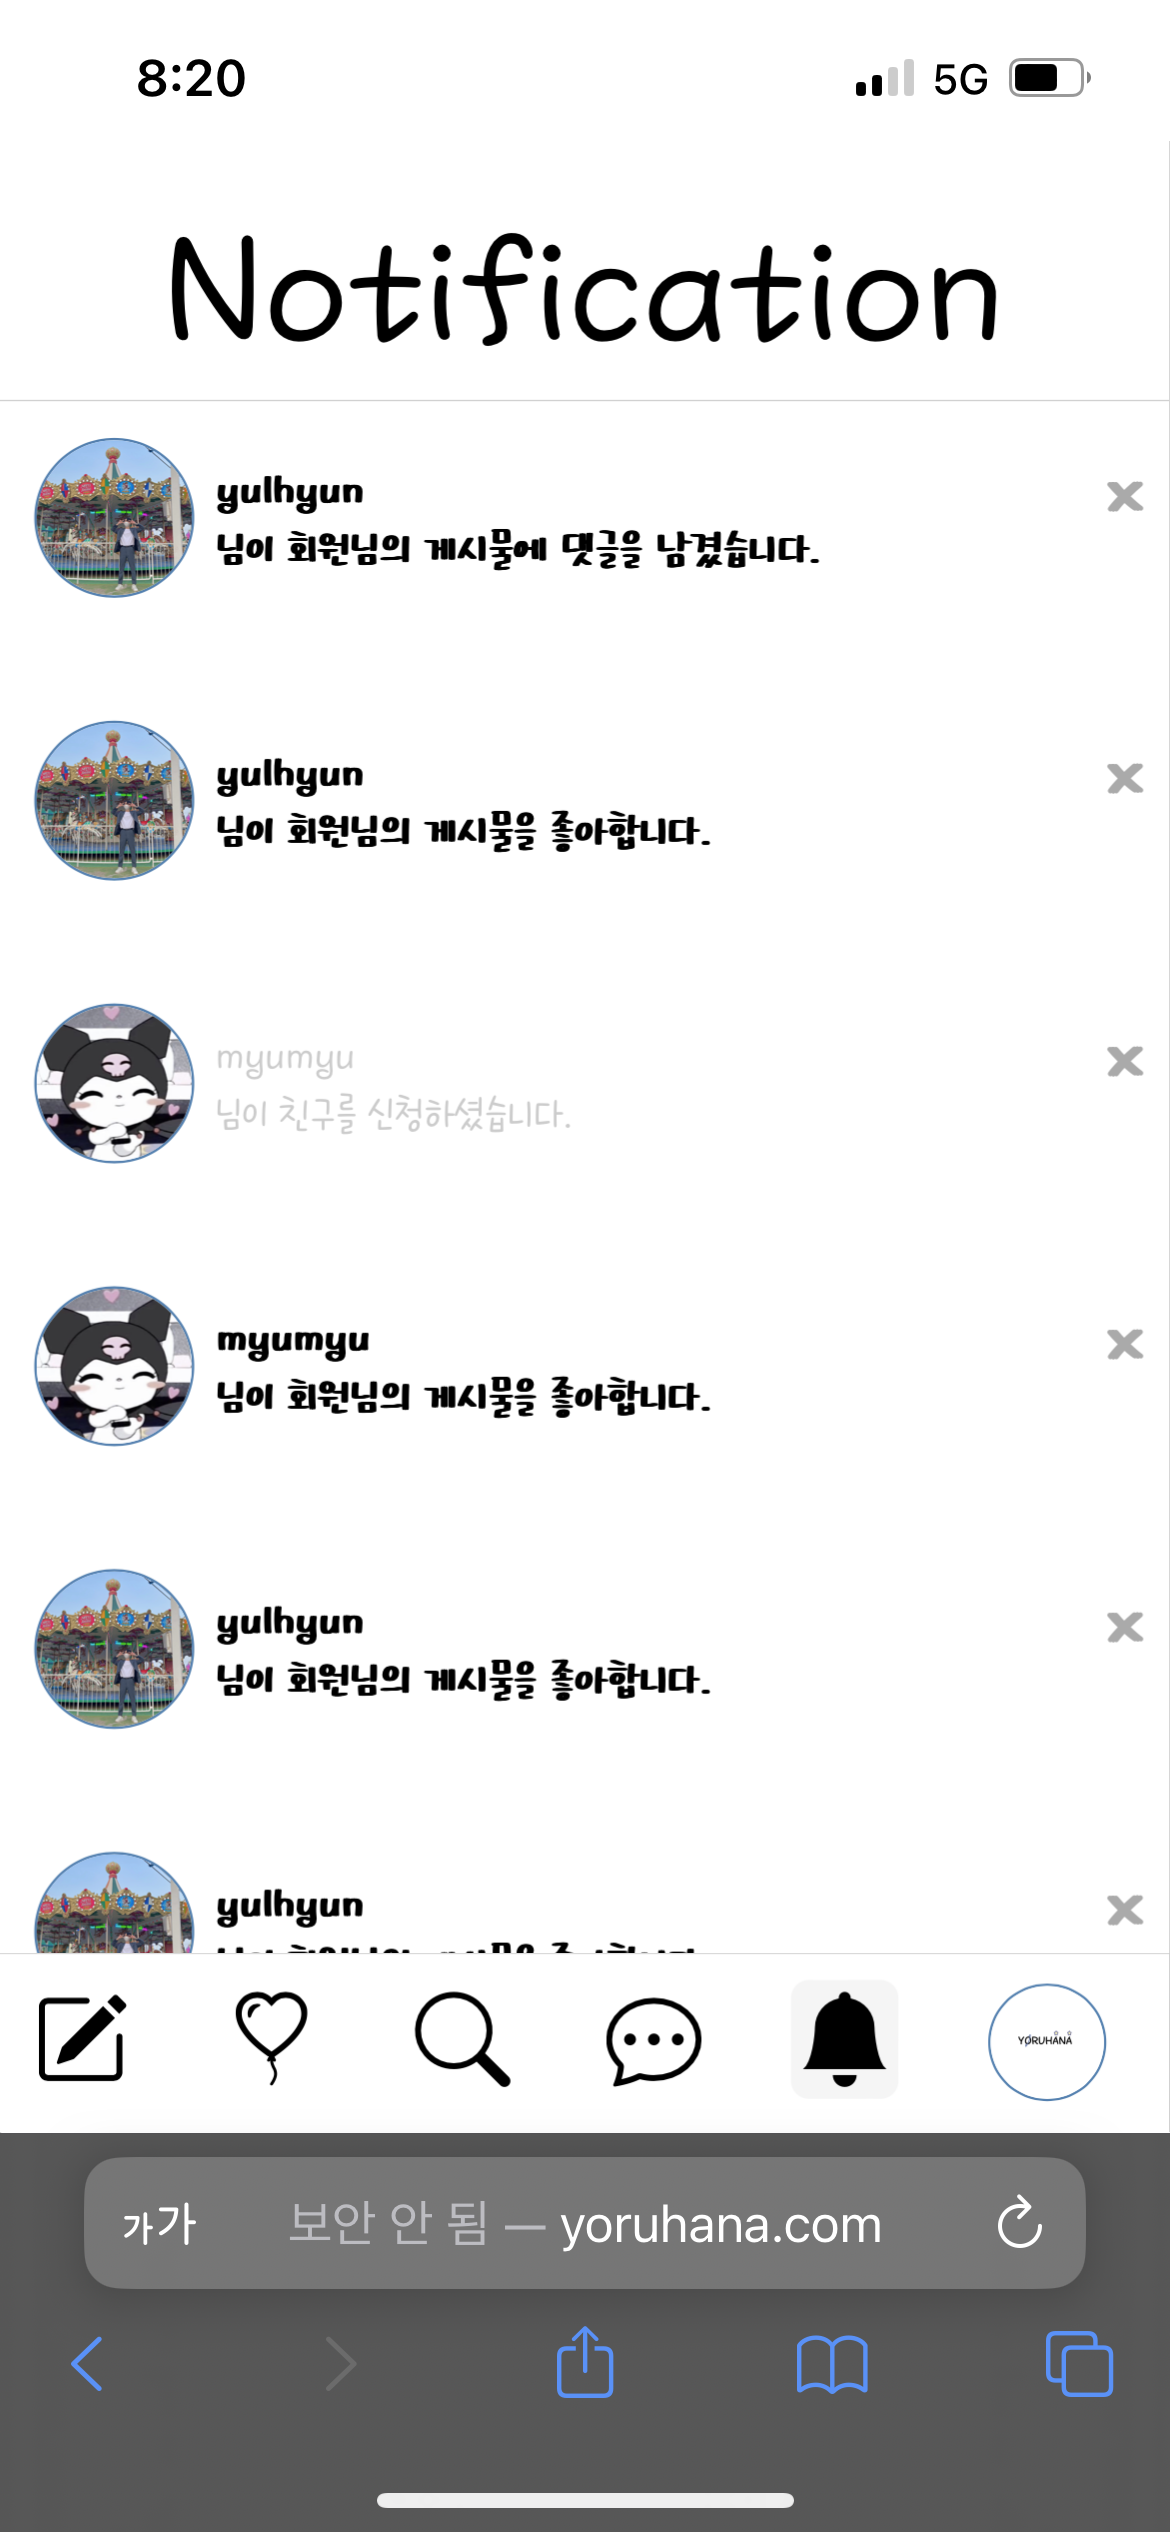 8:20
5G
Notification
yulhyun
님이 회원님의 게시물에 댓글을 남겼습니다.
yulhyun
님이 회원님의 게시물을 좋아합니다.
myumyu
님이 친구를 신청하셨습니다.
myumyu
님이 회원님의 게시물을 좋아합니다.
yulhyun
님이 회원님의 게시물을 좋아합니다.
yulhyun
YORUHANA
가가 보안 안 됨 — yoruhana.com